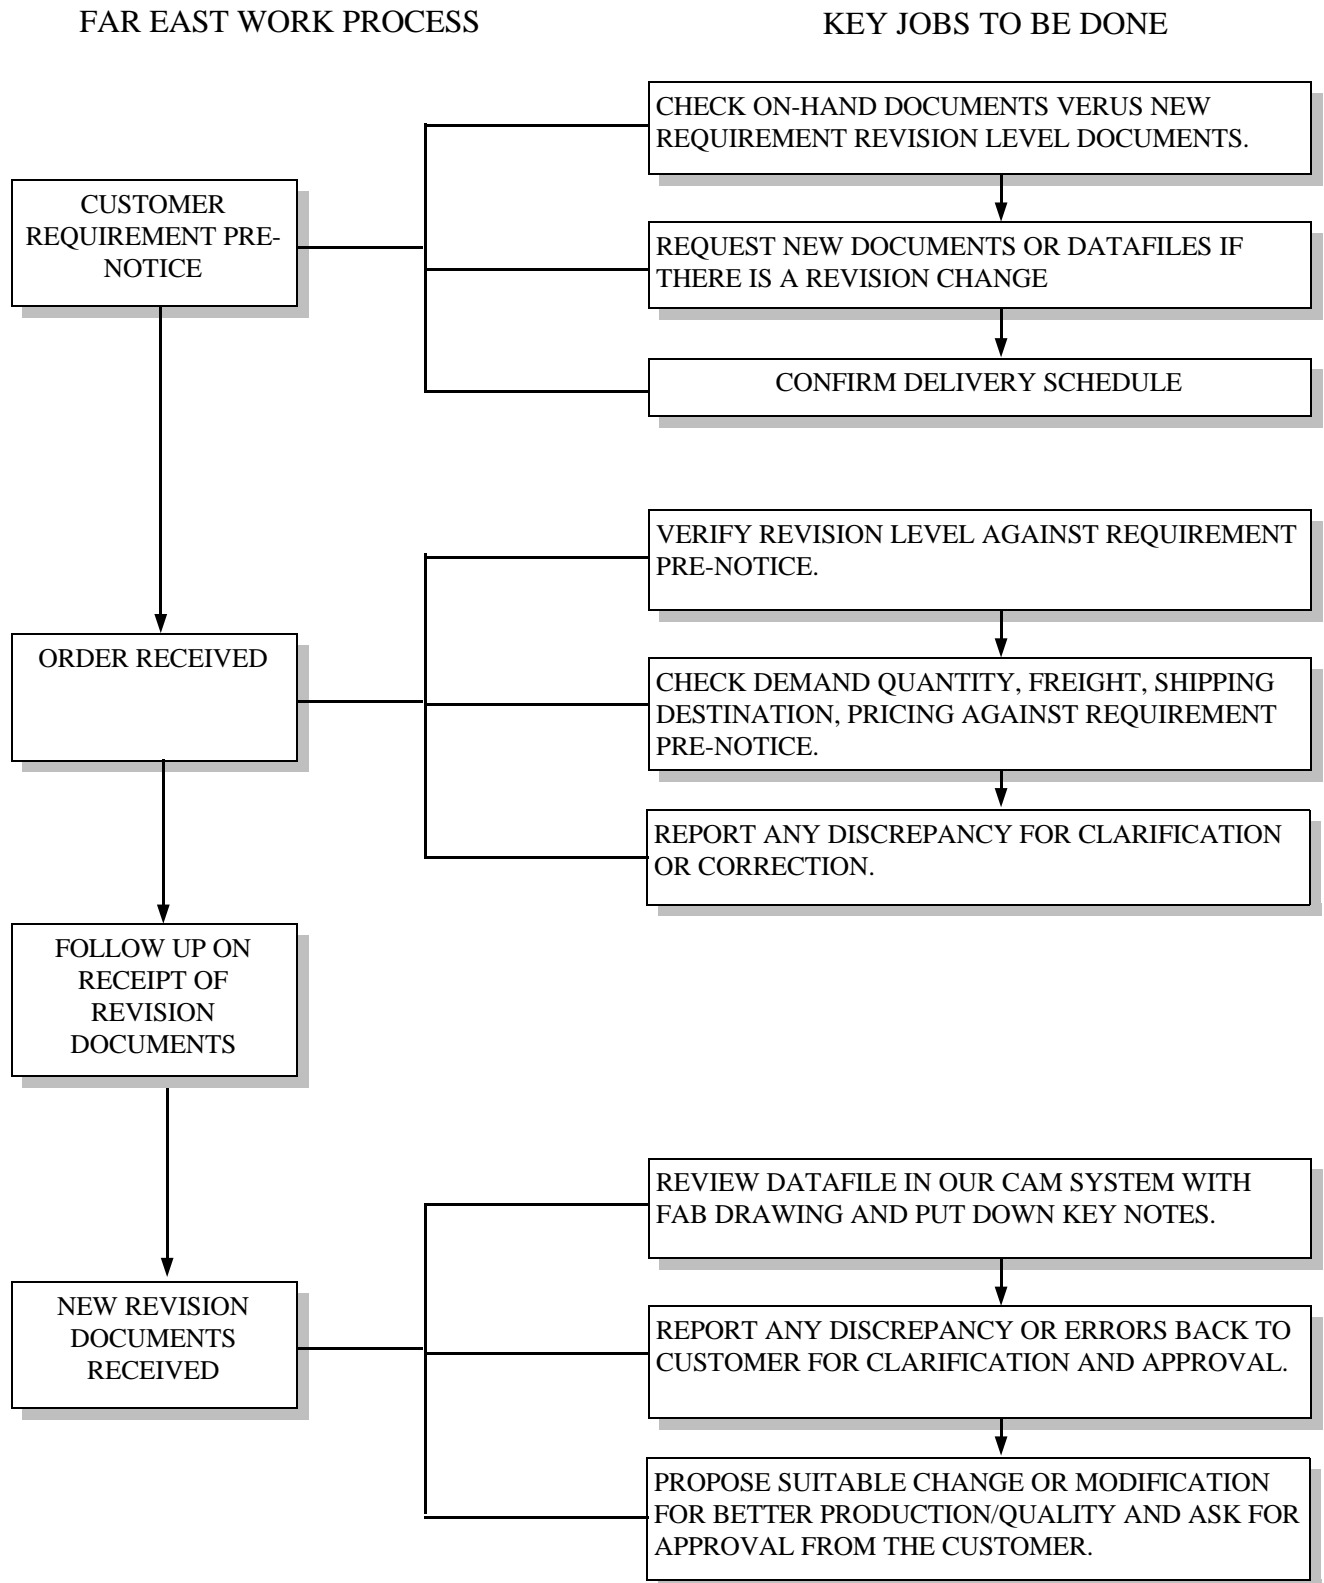 FAR EAST WORK PROCESS
KEY JOBS TO BE DONE
CUSTOMER
REQUIREMENT PRE-
NOTICE
CHECK ON-HAND DOCUMENTS VERUS NEW
REQUIREMENT REVISION LEVEL DOCUMENTS.
REQUEST NEW DOCUMENTS OR DATAFILES IF
THERE IS A REVISION CHANGE
CONFIRM DELIVERY SCHEDULE
ORDER RECEIVED
VERIFY REVISION LEVEL AGAINST REQUIREMENT
PRE-NOTICE.
CHECK DEMAND QUANTITY, FREIGHT, SHIPPING
DESTINATION, PRICING AGAINST REQUIREMENT
PRE-NOTICE.
REPORT ANY DISCREPANCY FOR CLARIFICATION
OR CORRECTION.
FOLLOW UP ON
RECEIPT OF
REVISION
DOCUMENTS
NEW REVISION
DOCUMENTS
RECEIVED
REVIEW DATAFILE IN OUR CAM SYSTEM WITH
FAB DRAWING AND PUT DOWN KEY NOTES.
REPORT ANY DISCREPANCY OR ERRORS BACK TO
CUSTOMER FOR CLARIFICATION AND APPROVAL.
PROPOSE SUITABLE CHANGE OR MODIFICATION
FOR BETTER PRODUCTION/QUALITY AND ASK FOR
APPROVAL FROM THE CUSTOMER.